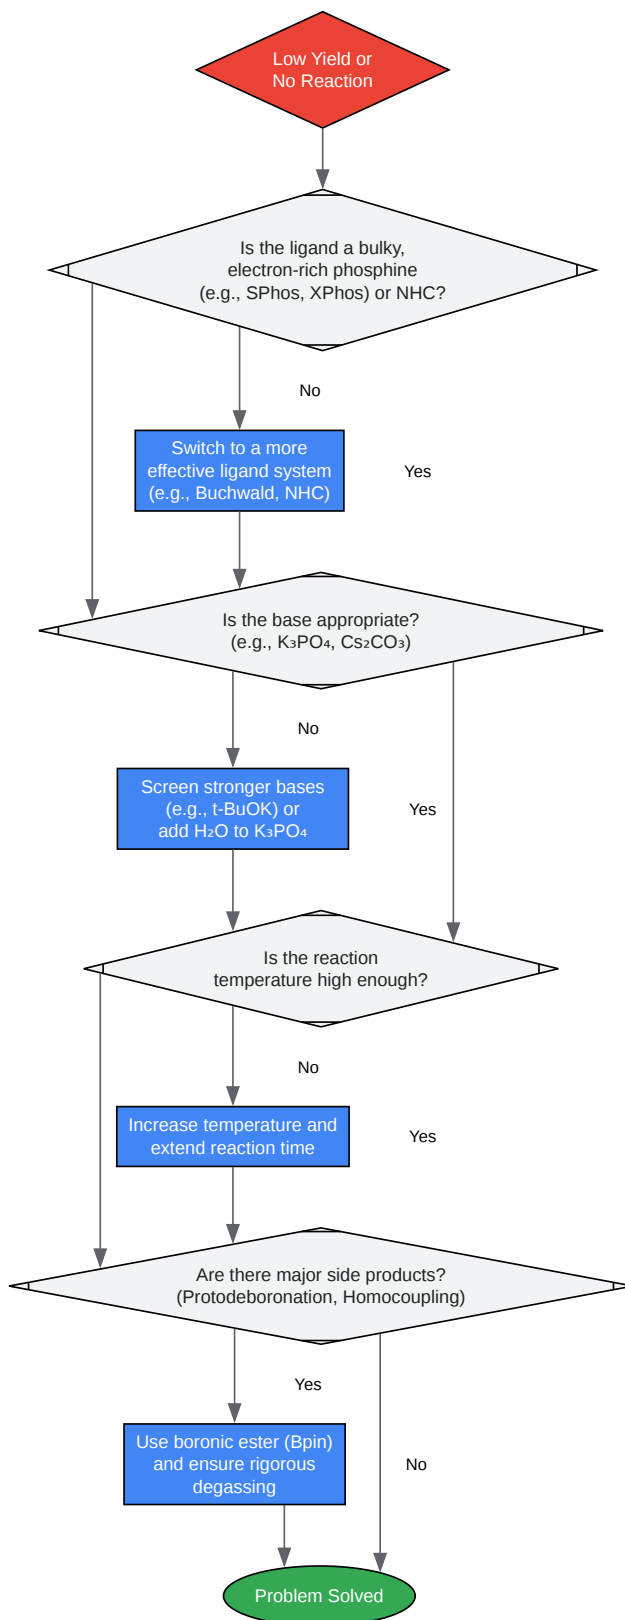 Low Yield or
No Reaction
Is the ligand a bulky,
electron-rich phosphine
(e.g., SPhos, XPhos) or NHC?
No
Switch to a more
effective ligand system
(e.g., Buchwald, NHC)
Yes
Is the base appropriate?
(e.g., K₃PO₄, Cs₂CO₃)
No
Screen stronger bases
(e.g., t-BuOK) or
add H₂O to K₃PO₄
Yes
Is the reaction
temperature high enough?
No
Increase temperature and
extend reaction time
Yes
Are there major side products?
(Protodeboronation, Homocoupling)
Yes
Use boronic ester (Bpin)
and ensure rigorous
degassing
No
Problem Solved